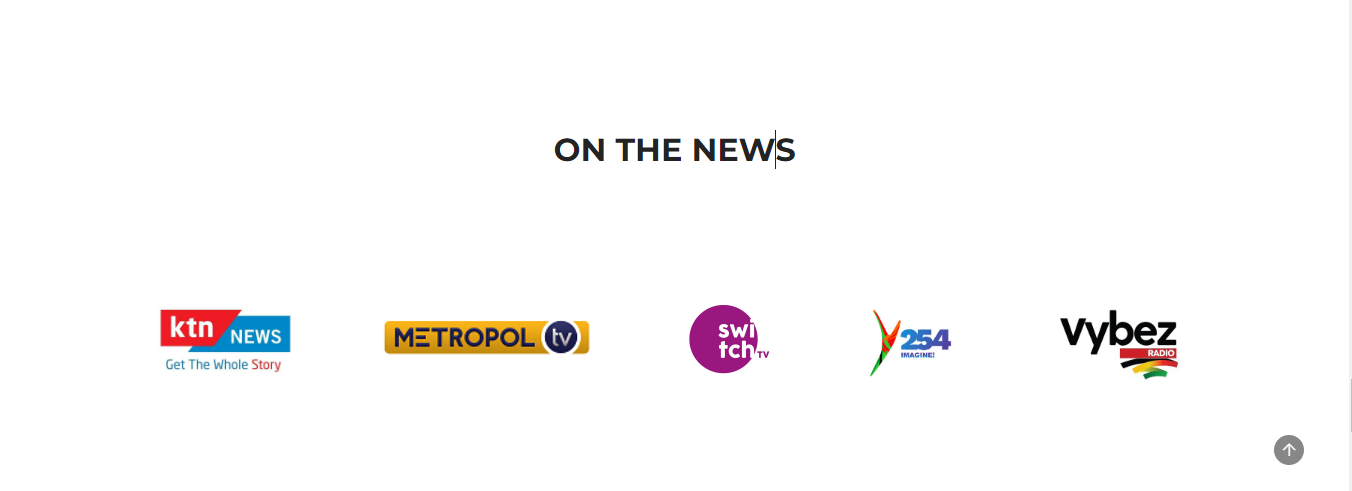 ON THE NEWS
ktn NEWS
Get The Whole Story
METROPOL tv
swi
tch TV
Y254
IMAGINE!
Vybez
RADIO